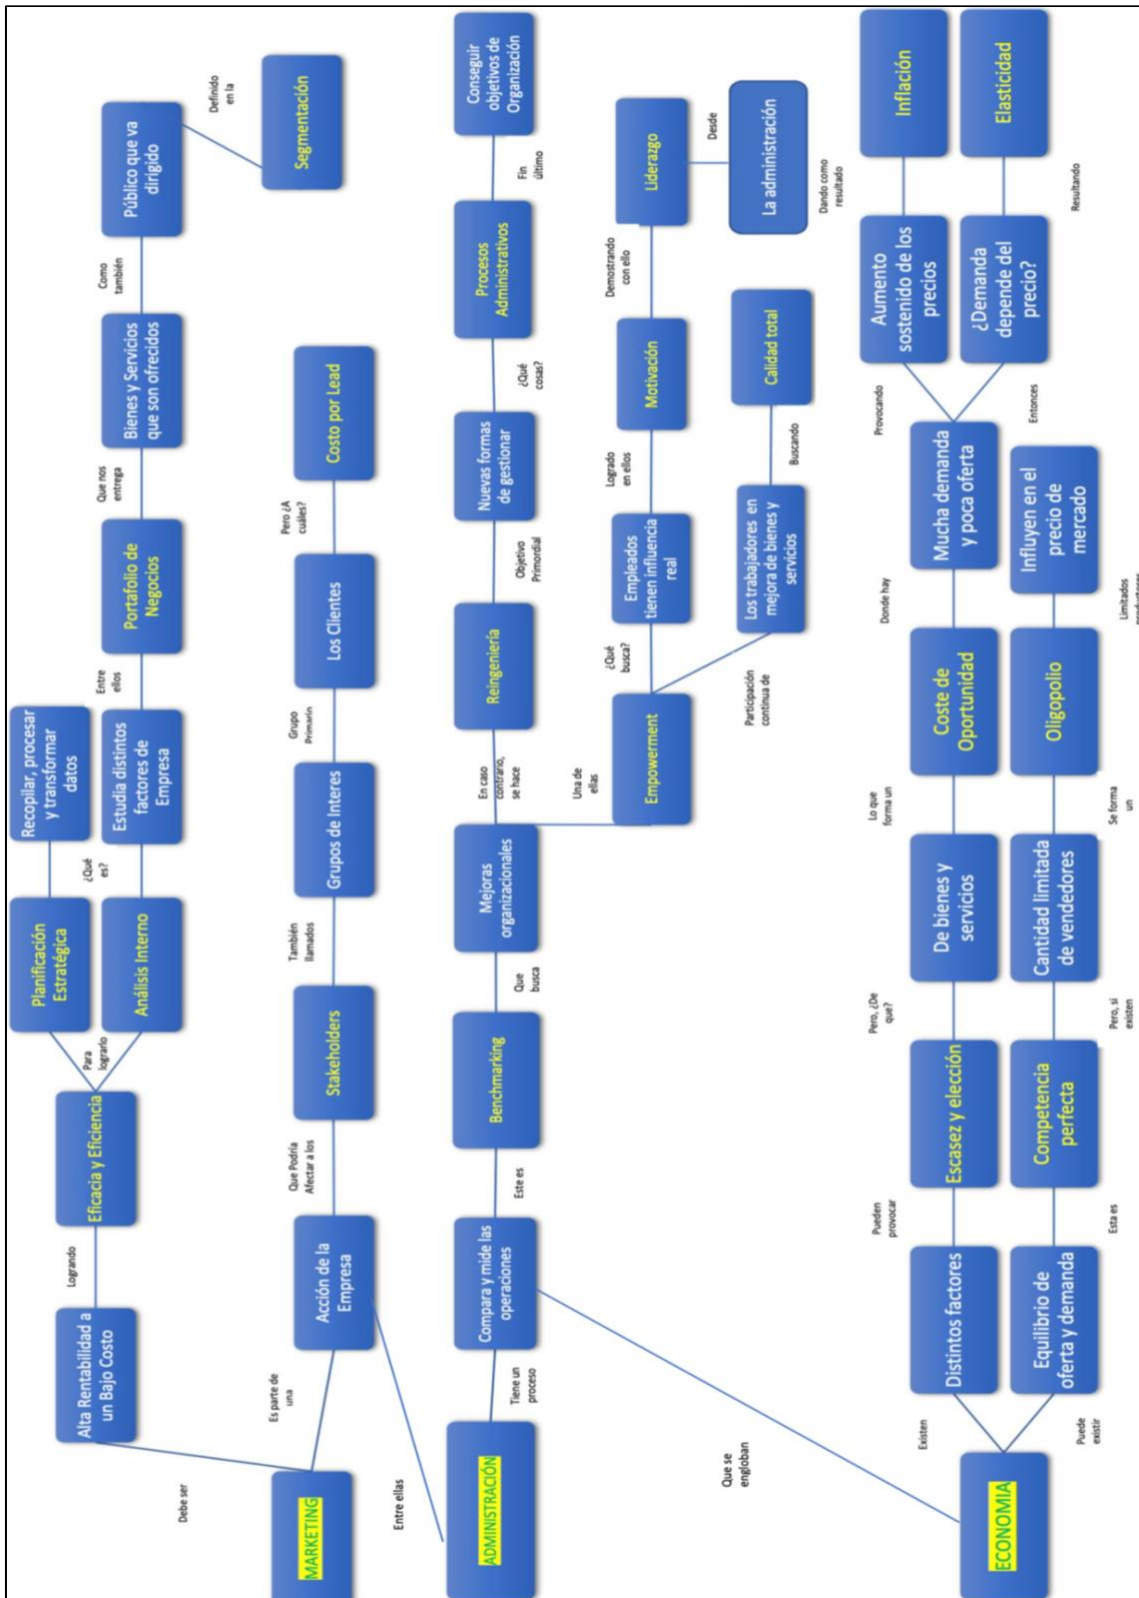 MARKETING
Debe ser
Alta Rentabilidad a
un Bajo Costo
Logrando
Eficacia y Eficiencia
Para
lograrlo
Planificación
Estratégica
Recopilar, procesar
y transformar
datos
Análisis Interno
¿Qué
es?
Estudia distintos
factores de
Empresa
Entre
ellos
Portafolio de
Negocios
Que nos
entrega
Bienes y Servicios
que son ofrecidos
Como
también
Público que va
dirigido
Definido
en la
Segmentación
Es parte de
una
Acción de la
Empresa
Que Podría
Afectar a los
Stakeholders
También
llamados
Grupos de Interes
Grupo
Primario
Los Clientes
Pero ¿A
cuáles?
Costo por Lead
Entre ellas
ADMINISTRACIÓN
Tiene un
proceso
Compara y mide las
operaciones
Este es
Benchmarking
Que
busca
Mejoras
organizacionales
En caso
contrario,
se hace
Reingeniería
Objetivo
Primordial
Nuevas formas
de gestionar
¿Qué
cosas?
Procesos
Administrativos
Fin
último
Conseguir
objetivos de
Organización
Una de
ellas
Empowerment
¿Qué
busca?
Empleados
tienen influencia
real
Logrado
en ellos
Motivación
Demostrando
con ello
Liderazgo
Desde
La administración
Participación
continua de
Los trabajadores en
mejora de bienes y
servicios
Buscando
Calidad total
Dando como
resultado
Que se
engloban
ECONOMIA
Existen
Distintos factores
Pueden
provocar
Escasez y elección
Pero, ¿De
que?
De bienes y
servicios
Lo que
forma un
Coste de
Oportunidad
Donde hay
Mucha demanda
y poca oferta
Provocando
Aumento
sostenido de los
precios
Inflación
Entonces
¿Demanda
depende del
precio?
Resultando
Elasticidad
Puede
existir
Equilibrio de
oferta y demanda
Esta es
Competencia
perfecta
Pero, si
existen
Cantidad limitada
de vendedores
Se forma
un
Oligopolio
Limitados
Influyen en el
precio de
mercado